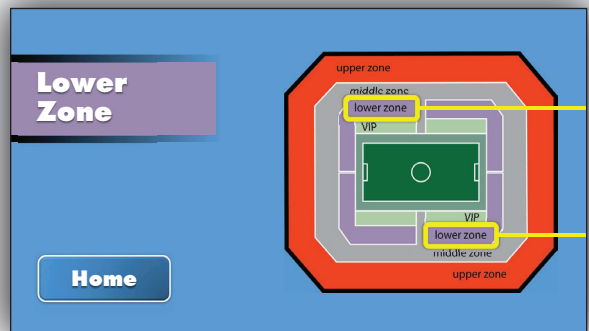 Lower
Zone
upper zone
middle zone
lower zone
VIP
VIP
lower zone
middle zone
upper zone
Home